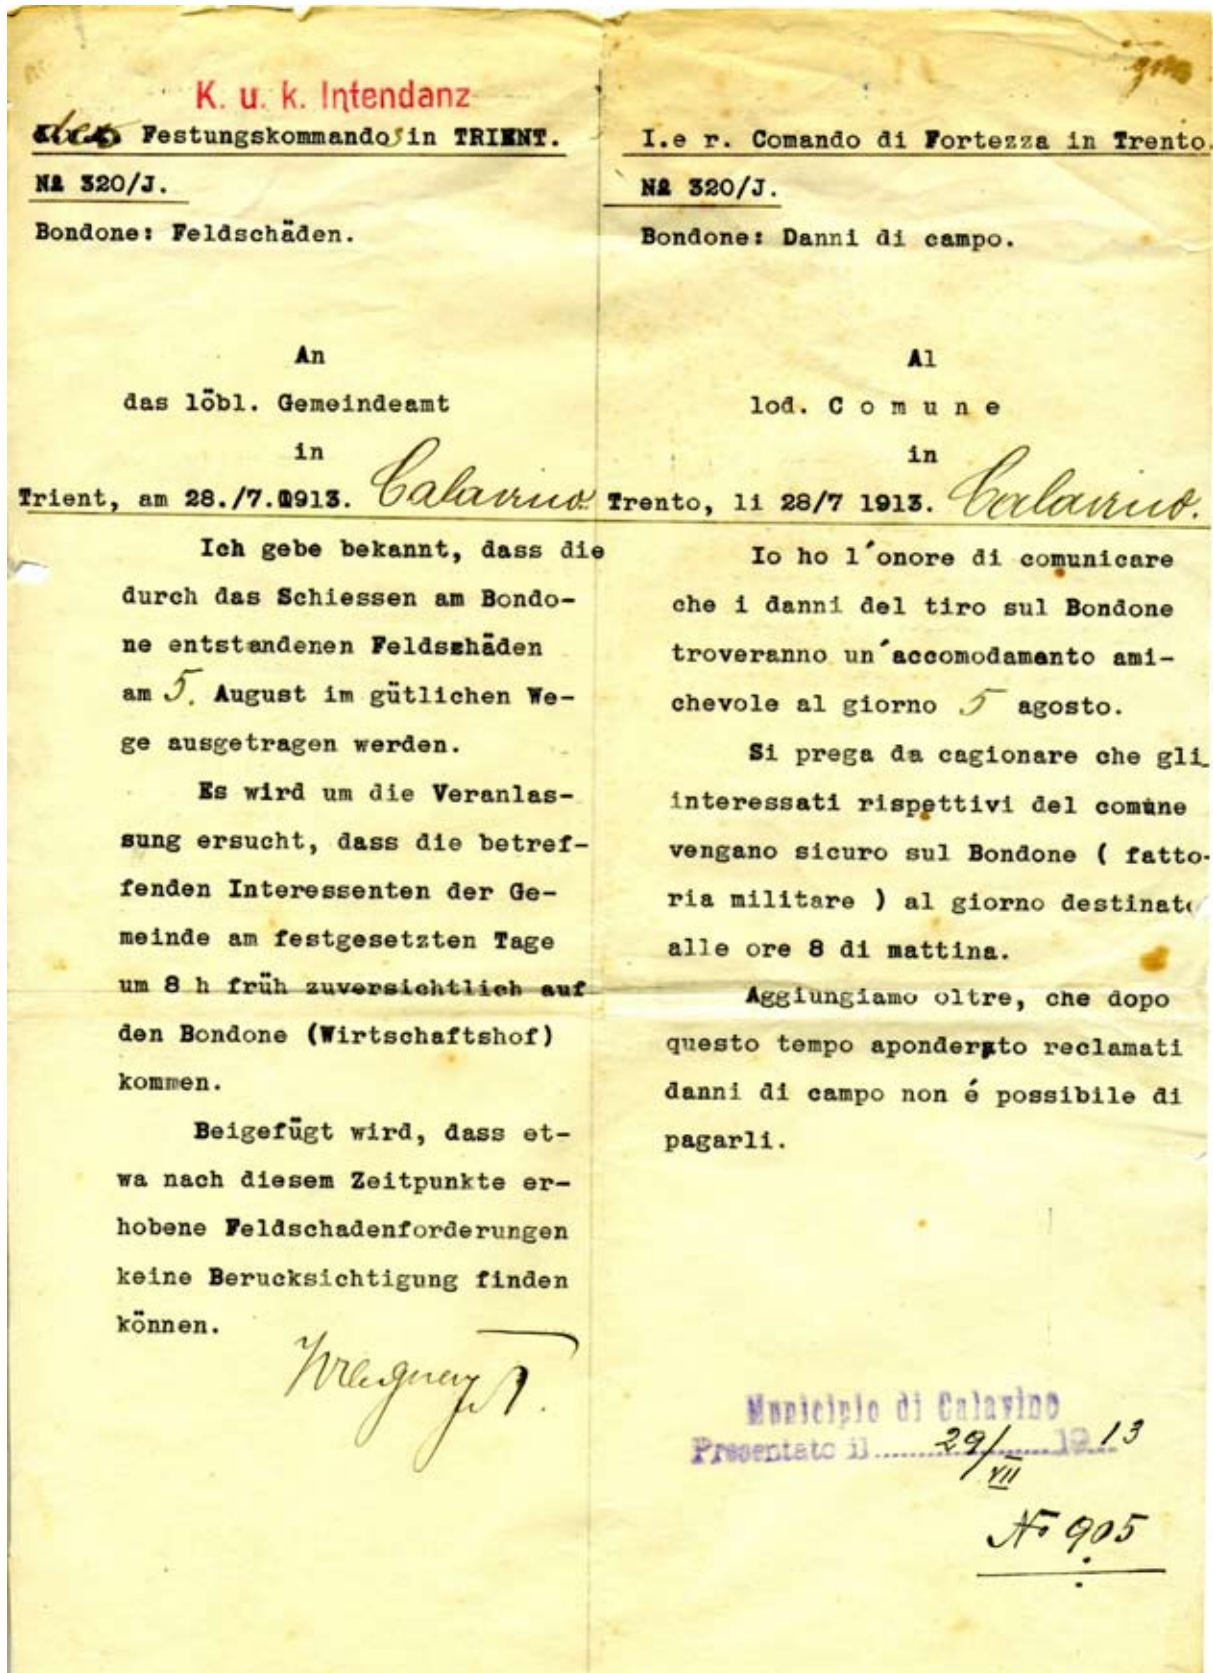 K. u. k. Intendanz
des Festungskommandos in TRIENT.
No 320/J.
Bondone: Feldschäden.
An
das löbl. Gemeindeamt
in
Trient, am 28./7.1913. Calavino.
Ich gebe bekannt, dass die
durch das Schiessen am Bondo-
ne entstandenen Feldschäden
am 5. August im gütlichen We-
ge ausgetragen werden.
Es wird um die Veranlas-
sung ersucht, dass die betref-
fenden Interessenten der Ge-
meinde am festgesetzten Tage
um 8 h früh zuversichtlich auf
den Bondone (Wirtschaftshof)
kommen.
Beigefügt wird, dass et-
wa nach diesem Zeitpunkte er-
hobene Feldschadenforderungen
keine Berucksichtigung finden
können.
I.e r. Comando di Fortezza in Trento.
No 320/J.
Bondone: Danni di campo.
Al
lod. C o m u n e
in
Trento, li 28/7 1913. Calavino.
Io ho l´onore di comunicare
che i danni del tiro sul Bondone
troveranno un´accomodamento ami-
chevole al giorno 5 agosto.
Si prega da cagionare che gli
interessati rispettivi del comune
vengano sicuro sul Bondone ( fatto-
ria militare ) al giorno destinato
alle ore 8 di mattina.
Aggiungiamo oltre, che dopo
questo tempo aponderato reclamati
danni di campo non é possibile di
pagarli.
Municipio di Calavino
Presentato il 29/VII 1913
No 905